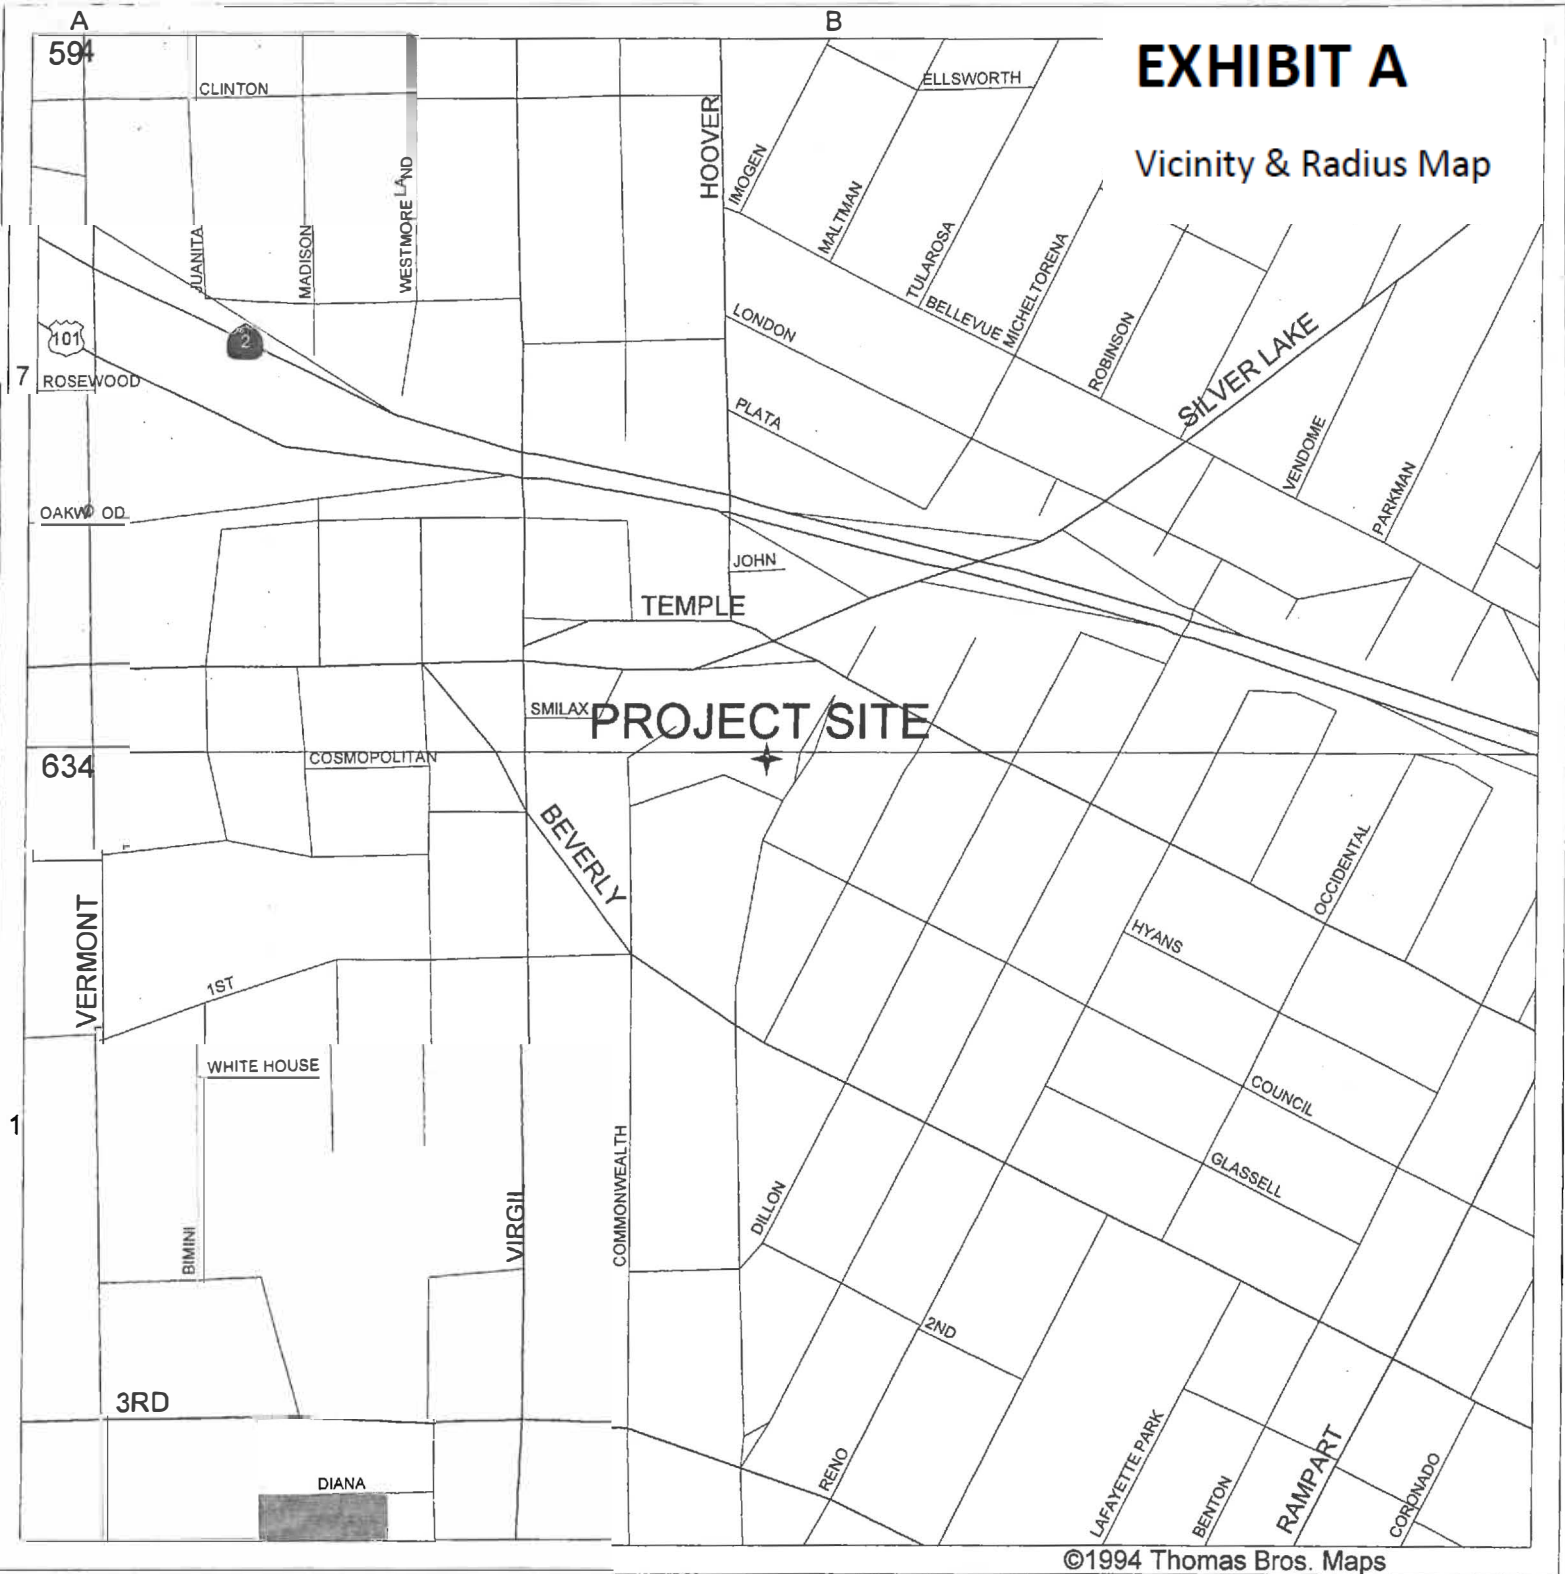 A
B
594
EXHIBIT A
Vicinity & Radius Map
CLINTON
ELLSWORTH
HOOVER
IMOGEN
MALTMAN
TULAROSA
MICHELTORENA
WESTMORELAND
JUANITA
MADISON
BELLEVUE
LONDON
ROBINSON
SILVER LAKE
101
2
7
ROSEWOOD
PLATA
VENDOME
PARKMAN
OAKWOOD
JOHN
TEMPLE
SMILAX
PROJECT SITE
634
COSMOPOLITAN
BEVERLY
OCCIDENTAL
VERMONT
HYANS
1ST
WHITE HOUSE
COUNCIL
1
GLASSELL
COMMONWEALTH
DILLON
VIRGIL
BIMINI
2ND
3RD
DIANA
RENO
LAFAYETTE PARK
BENTON
RAMPART
CORONADO
©1994 Thomas Bros. Maps